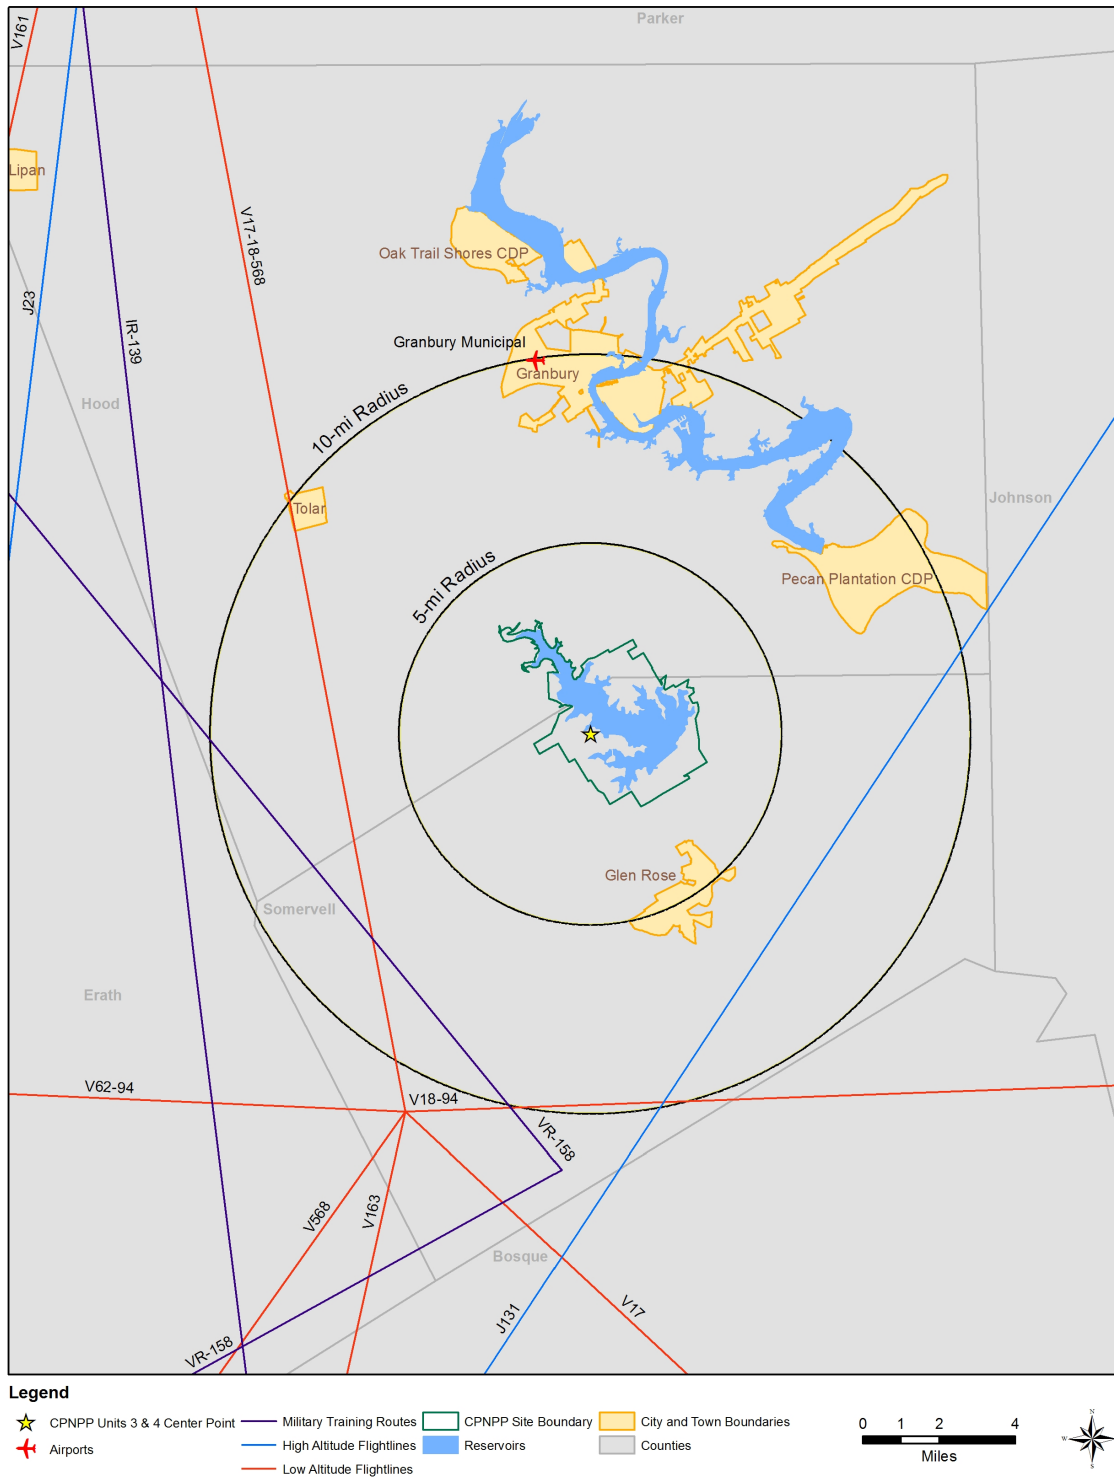 Parker
V161
Lipan
V17-18-568
Oak Trail Shores CDP
J23
IR-139
Granbury Municipal
Granbury
Hood
10-mi Radius
Johnson
Tolar
5-mi Radius
Pecan Plantation CDP
Glen Rose
Somervell
Erath
V62-94
V18-94
VR-158
V568
V163
Bosque
J131
V17
VR-158
Legend
CPNPP Units 3 & 4 Center Point
Airports
Military Training Routes
High Altitude Flightlines
Low Altitude Flightlines
CPNPP Site Boundary
Reservoirs
City and Town Boundaries
Counties
0 1 2 4
Miles
N
W E
S